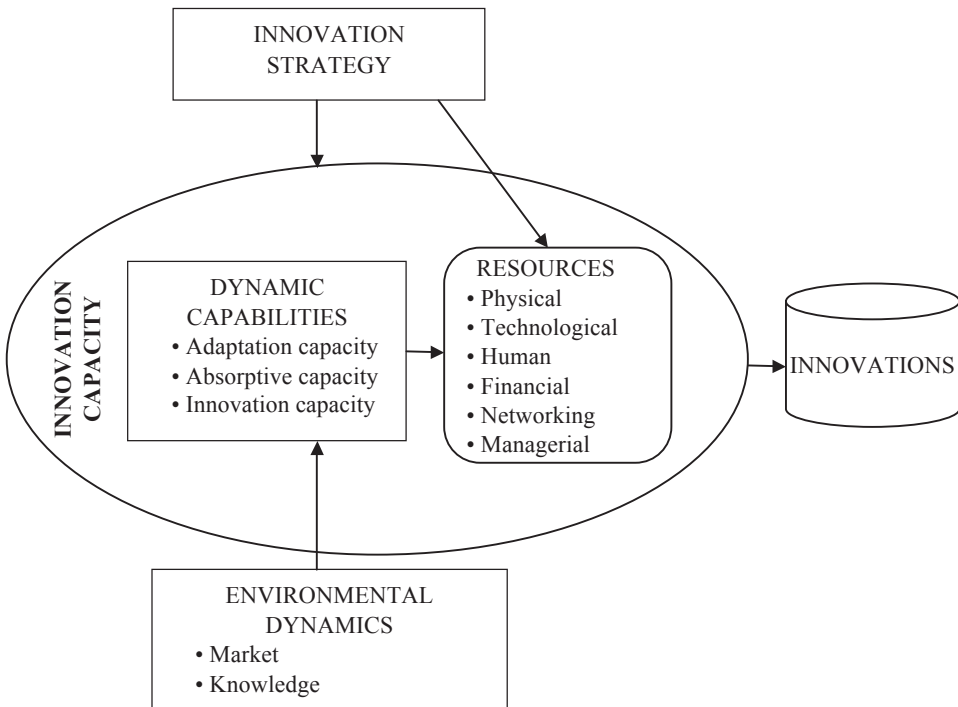 INNOVATION
STRATEGY
INNOVATION
CAPACITY
DYNAMIC
CAPABILITIES
• Adaptation capacity
• Absorptive capacity
• Innovation capacity
RESOURCES
• Physical
• Technological
• Human
• Financial
• Networking
• Managerial
INNOVATIONS
ENVIRONMENTAL
DYNAMICS
• Market
• Knowledge